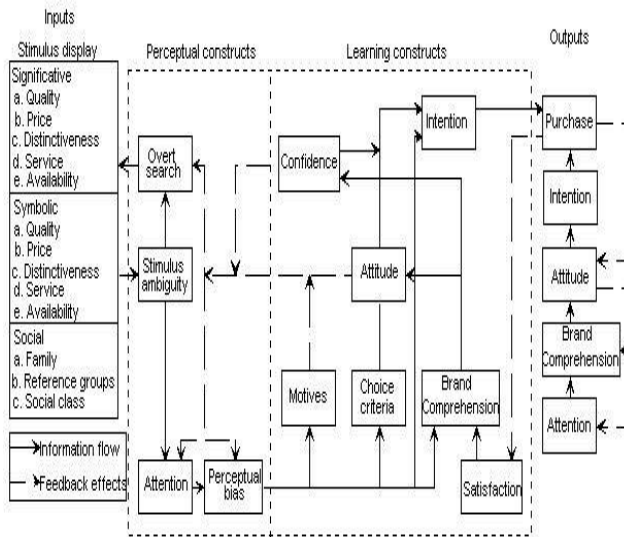 Inputs
Stimulus display
Significative
a. Quality
b. Price
c. Distinctiveness
d. Service
e. Availability
Symbolic
a. Quality
b. Price
c. Distinctiveness
d. Service
e. Availability
Social
a. Family
b. Reference groups
c. Social class
Information flow
Feedback effects
Perceptual constructs
Overt
search
Stimulus
ambiguity
Attention
Perceptual
bias
Learning constructs
Confidence
Intention
Attitude
Motives
Choice
criteria
Brand
Comprehension
Satisfaction
Outputs
Purchase
Intention
Attitude
Brand
Comprehension
Attention